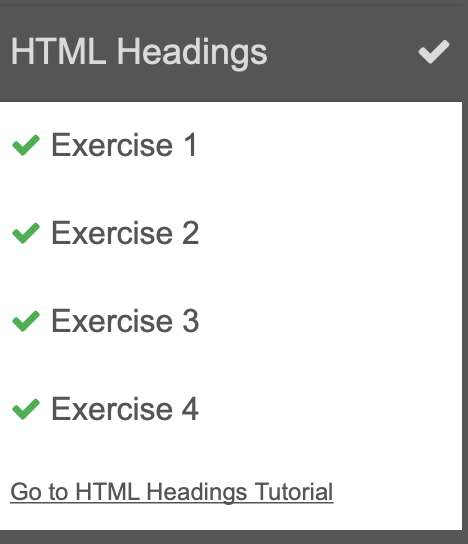 HTML Headings
Exercise 1
Exercise 2
Exercise 3
Exercise 4
Go to HTML Headings Tutorial